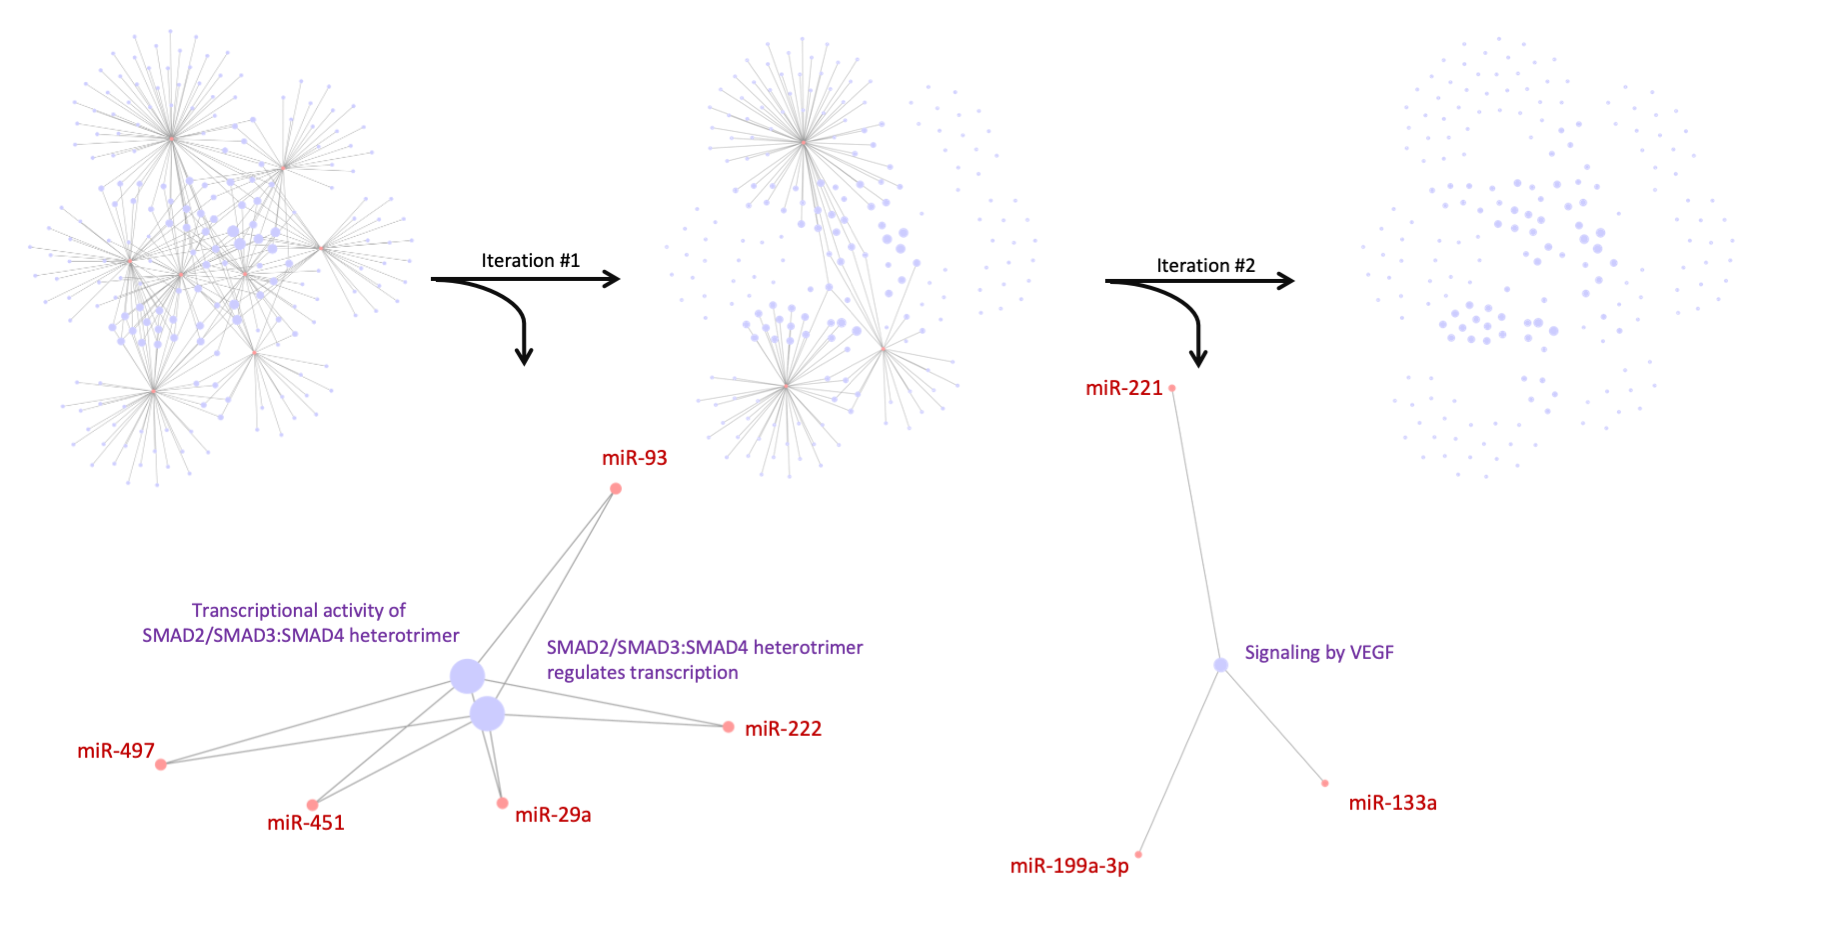 Iteration #1
Iteration #2
miR-221
miR-93
Transcriptional activity of
SMAD2/SMAD3:SMAD4 heterotrimer
SMAD2/SMAD3:SMAD4 heterotrimer
regulates transcription
Signaling by VEGF
miR-222
miR-497
miR-451
miR-29a
miR-133a
miR-199a-3p